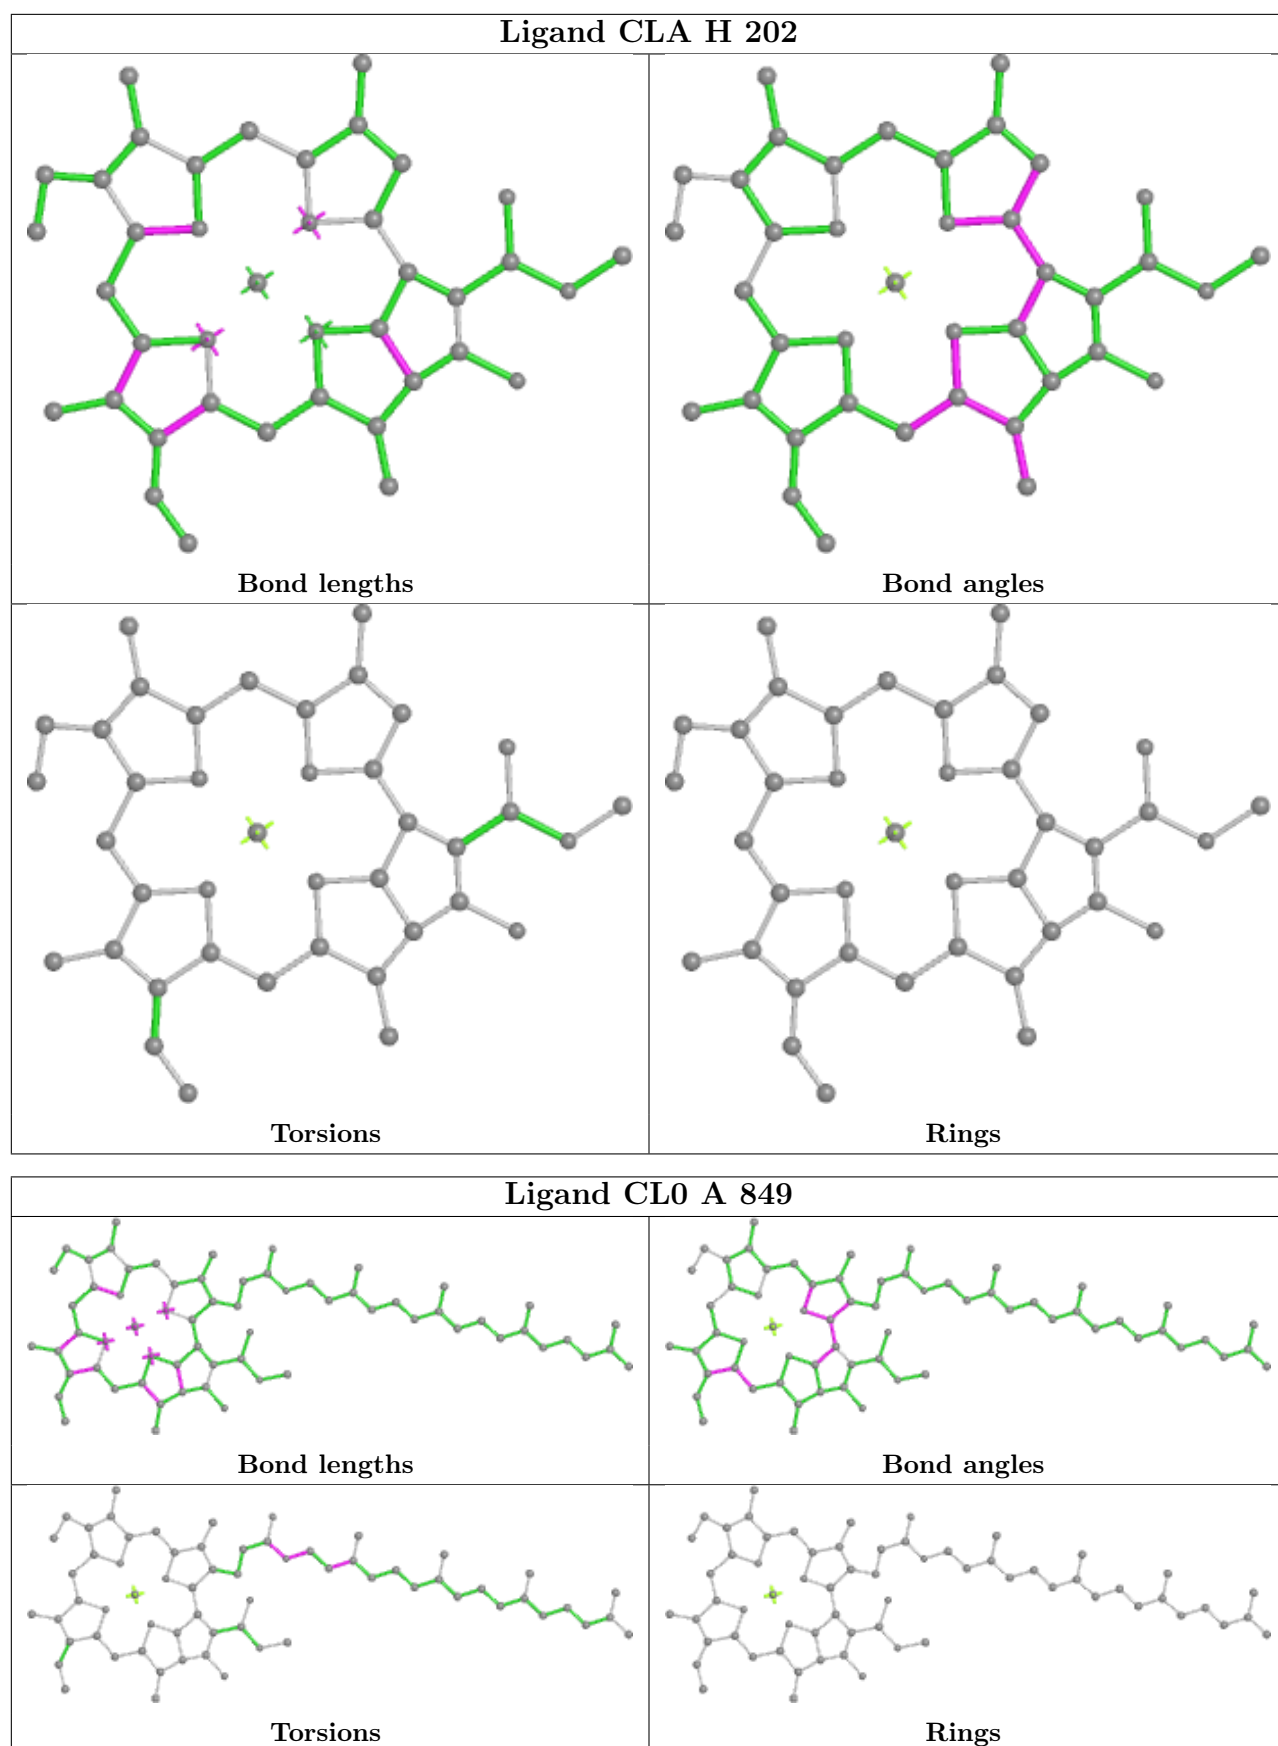 Ligand CLA H 202
Bond lengths
Bond angles
Torsions
Rings
Ligand CL0 A 849
Bond lengths
Bond angles
Torsions
Rings